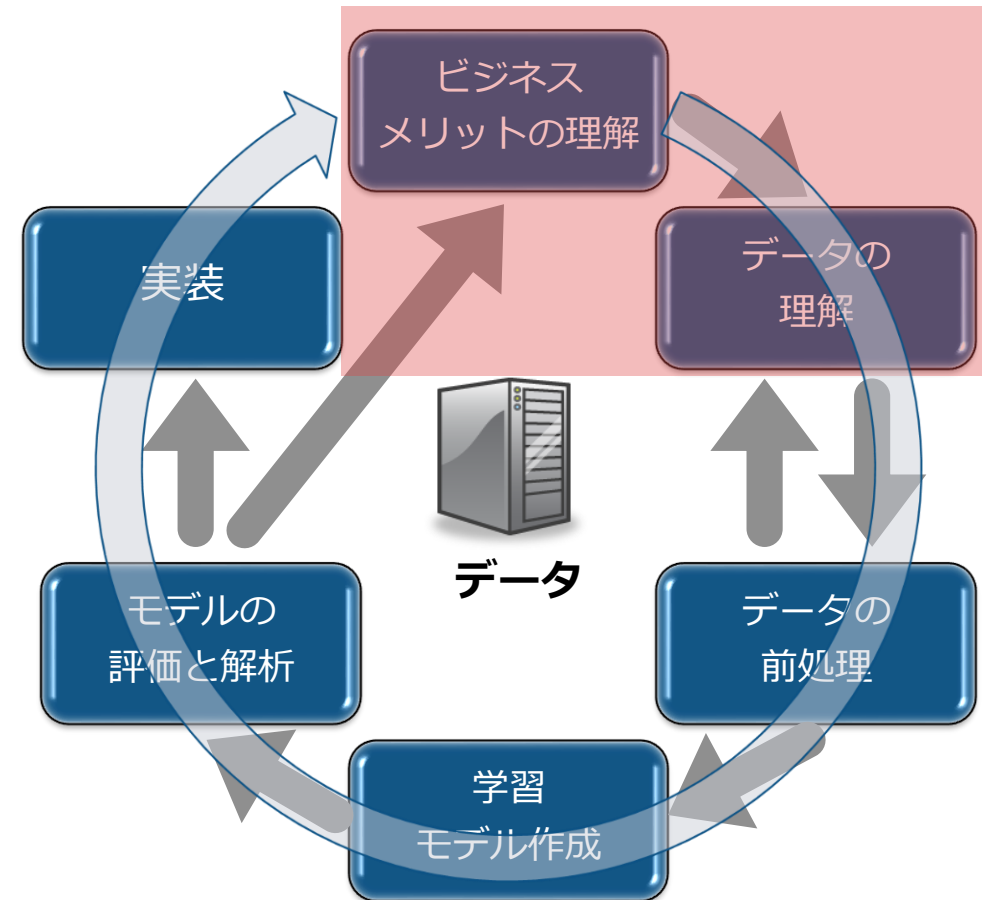 ビジネス
メリットの理解
データの
理解
実装
データ
モデルの
評価と解析
データの
前処理
学習
モデル作成